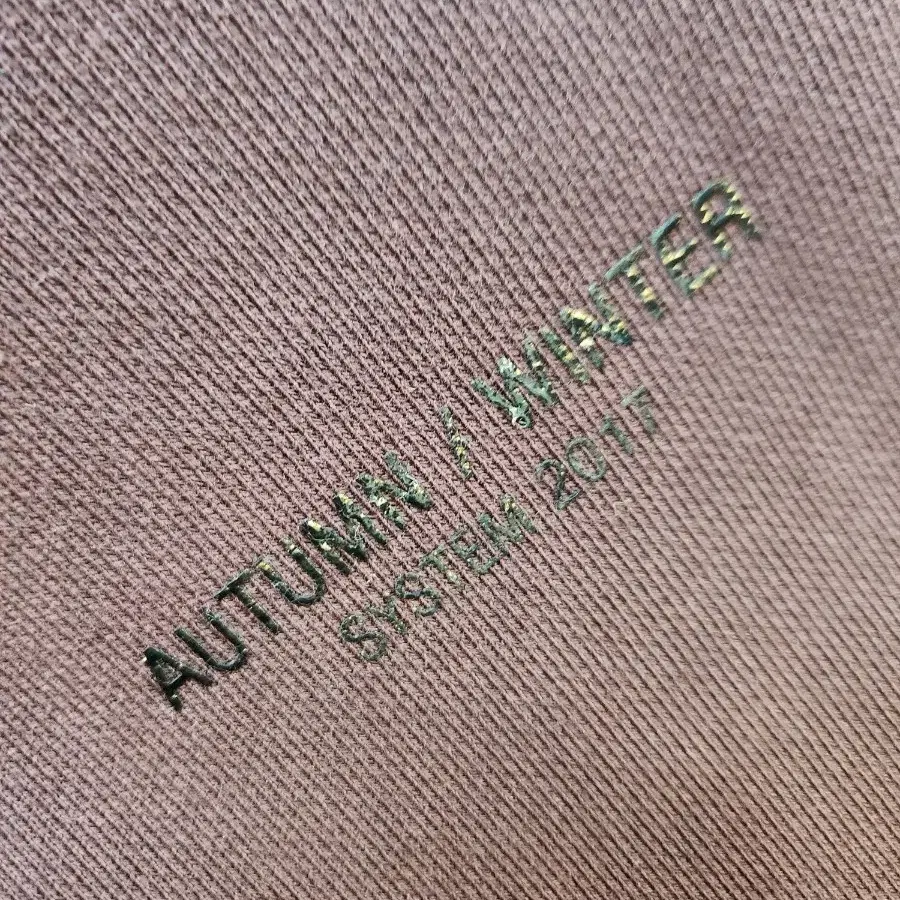 AUTUMN / WINTER
SYSTEM 2017